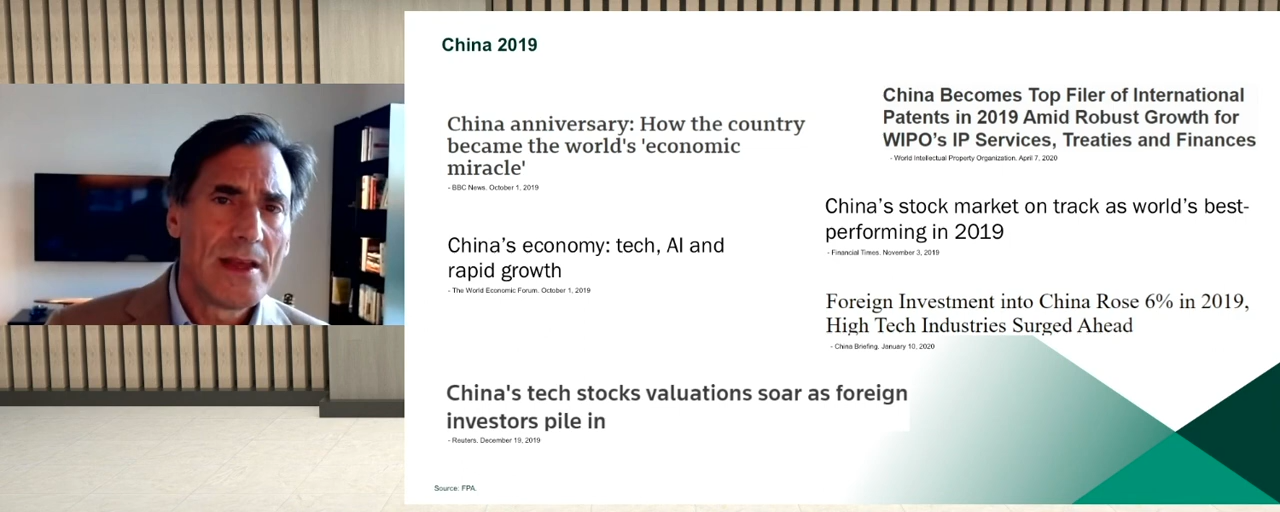 China 2019
China anniversary: How the country
became the world's 'economic
miracle'
- BBC News, October 1, 2019
China's economy: tech, AI and
rapid growth
- The World Economic Forum, October 1, 2019
China's tech stocks valuations soar as foreign
investors pile in
- Reuters, December 19, 2019
China Becomes Top Filer of International
Patents in 2019 Amid Robust Growth for
WIPO's IP Services, Treaties and Finances
- World Intellectual Property Organization, April 7, 2020
China's stock market on track as world's best-
performing in 2019
- Financial Times, November 3, 2019
Foreign Investment into China Rose 6% in 2019,
High Tech Industries Surged Ahead
- China Briefing, January 10, 2020
Source: FPA.